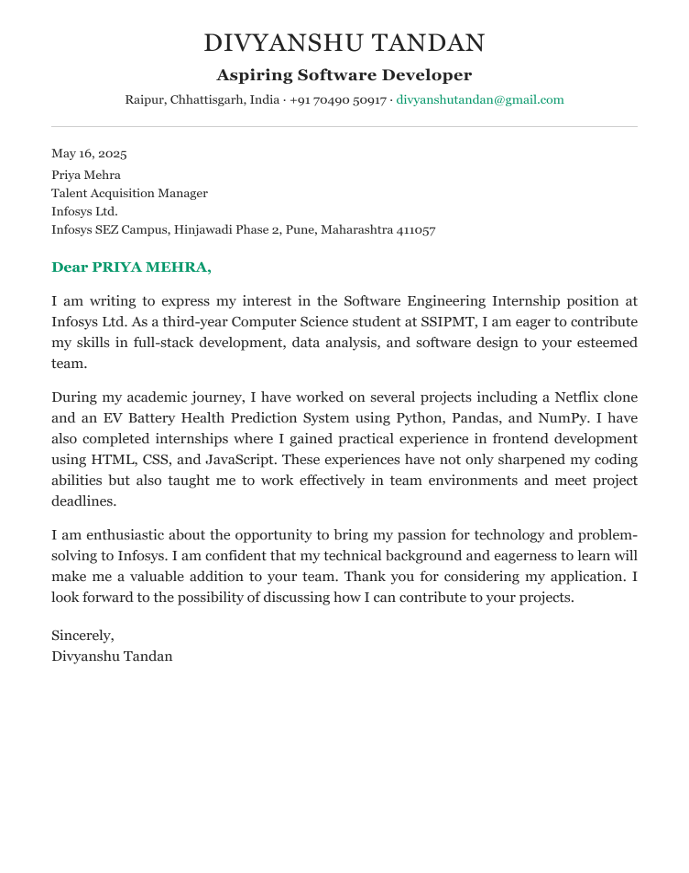 DIVYANSHU TANDAN
Aspiring Software Developer
Raipur, Chhattisgarh, India · +91 70490 50917 · divyanshutandan@gmail.com
May 16, 2025
Priya Mehra
Talent Acquisition Manager
Infosys Ltd.
Infosys SEZ Campus, Hinjawadi Phase 2, Pune, Maharashtra 411057
Dear PRIYA MEHRA,
I am writing to express my interest in the Software Engineering Internship position at
Infosys Ltd. As a third-year Computer Science student at SSIPMT, I am eager to contribute
my skills in full-stack development, data analysis, and software design to your esteemed
team.
During my academic journey, I have worked on several projects including a Netflix clone
and an EV Battery Health Prediction System using Python, Pandas, and NumPy. I have
also completed internships where I gained practical experience in frontend development
using HTML, CSS, and JavaScript. These experiences have not only sharpened my coding
abilities but also taught me to work effectively in team environments and meet project
deadlines.
I am enthusiastic about the opportunity to bring my passion for technology and problem-
solving to Infosys. I am confident that my technical background and eagerness to learn will
make me a valuable addition to your team. Thank you for considering my application. I
look forward to the possibility of discussing how I can contribute to your projects.
Sincerely,
Divyanshu Tandan